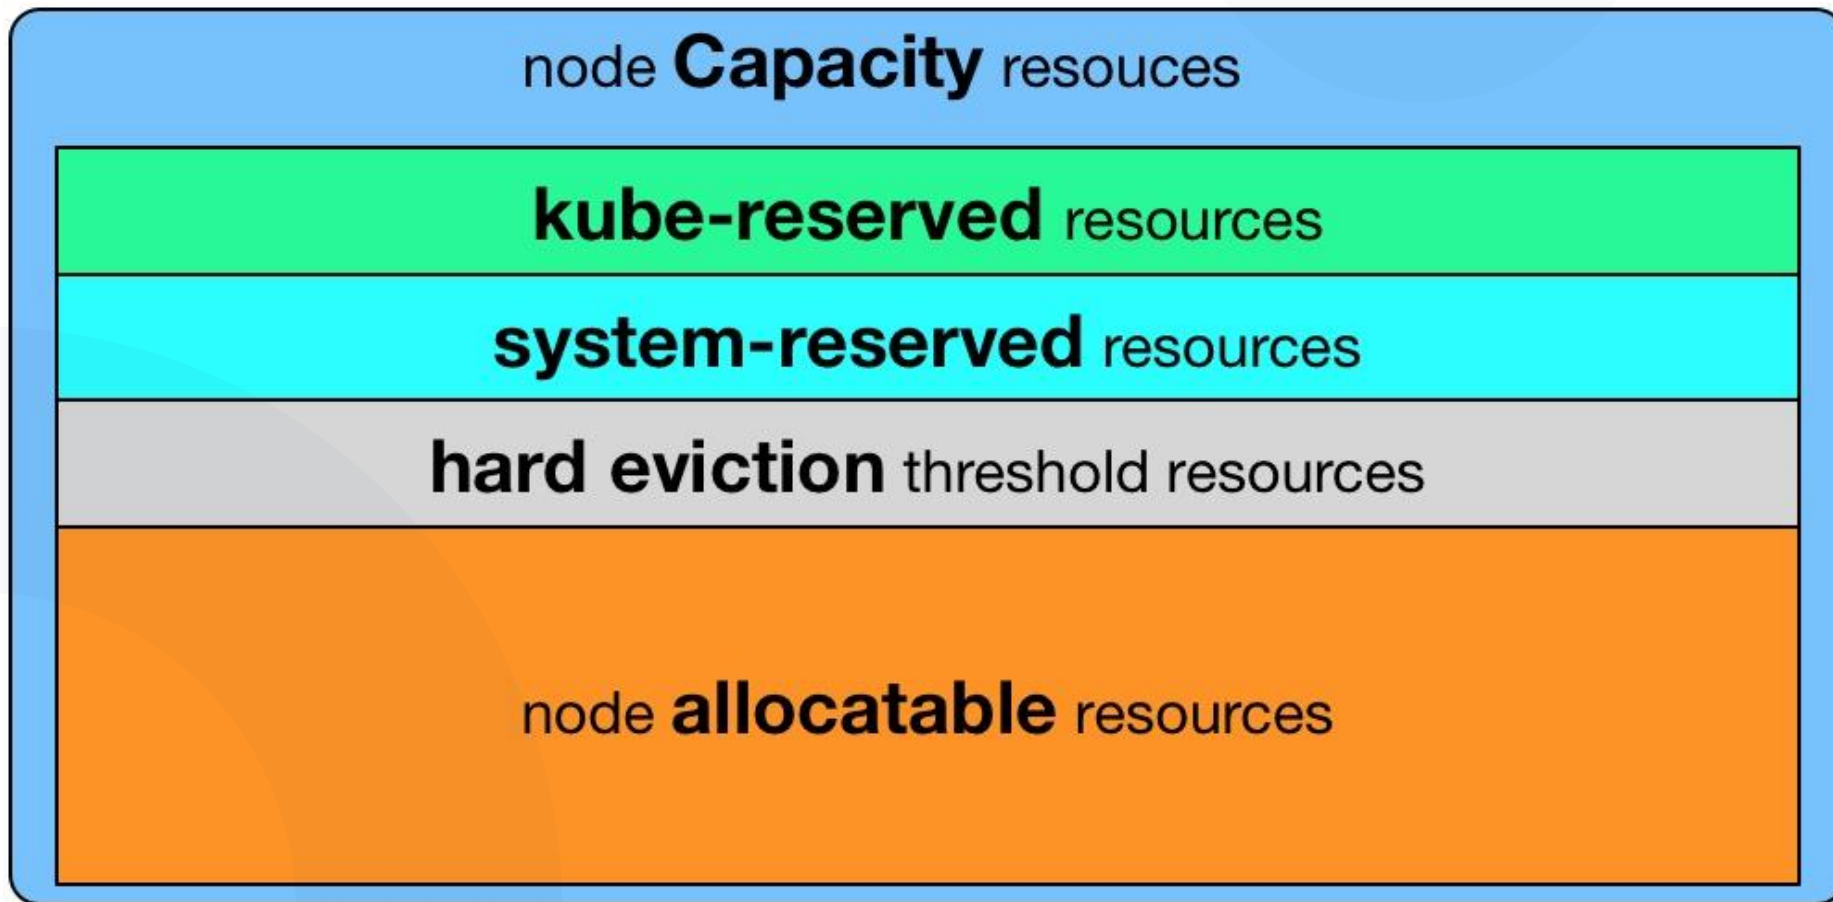 node Capacity resouces
kube-reserved resources
system-reserved resources
hard eviction threshold resources
node allocatable resources